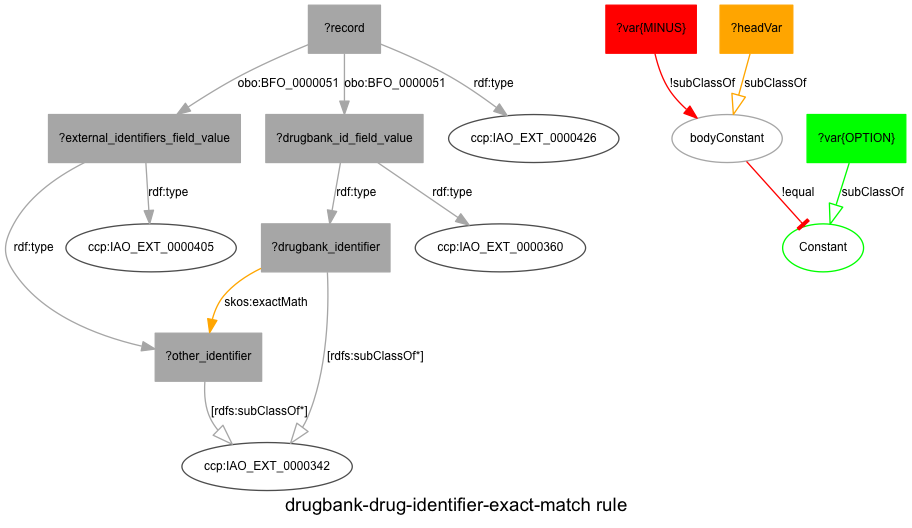 ?record
?var{MINUS}
?headVar
obo:BFO_0000051
obo:BFO_0000051
rdf:type
!subClassOf
subClassOf
?external_identifiers_field_value
?drugbank_id_field_value
ccp:IAO_EXT_0000426
bodyConstant
?var{OPTION}
rdf:type
rdf:type
rdf:type
!equal
subClassOf
rdf:type
ccp:IAO_EXT_0000405
?drugbank_identifier
ccp:IAO_EXT_0000360
Constant
skos:exactMath
?other_identifier
[rdfs:subClassOf*]
[rdfs:subClassOf*]
ccp:IAO_EXT_0000342
drugbank-drug-identifier-exact-match rule